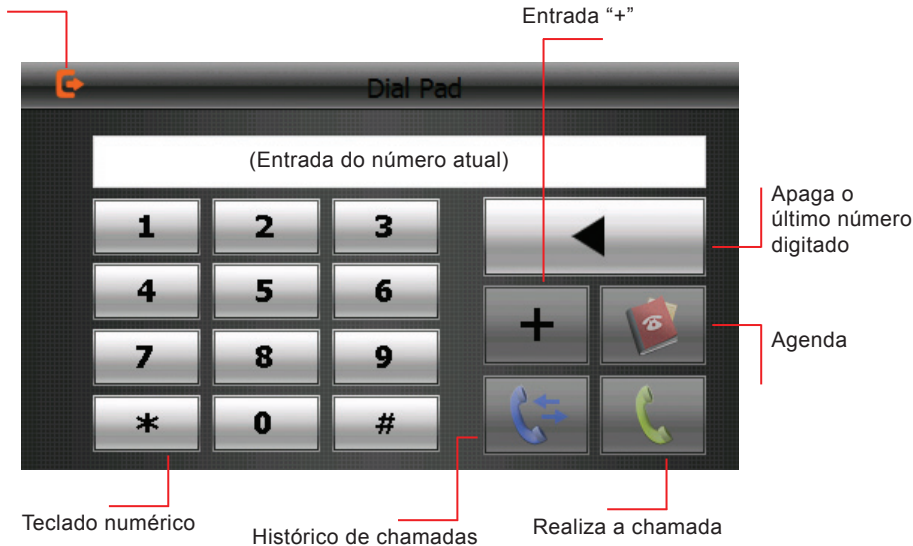 Entrada “+”
Dial Pad
(Entrada do número atual)
1 2 3
4 5 6
7 8 9
* 0 #
+
Apaga o
último número
digitado
Agenda
Teclado numérico
Histórico de chamadas
Realiza a chamada